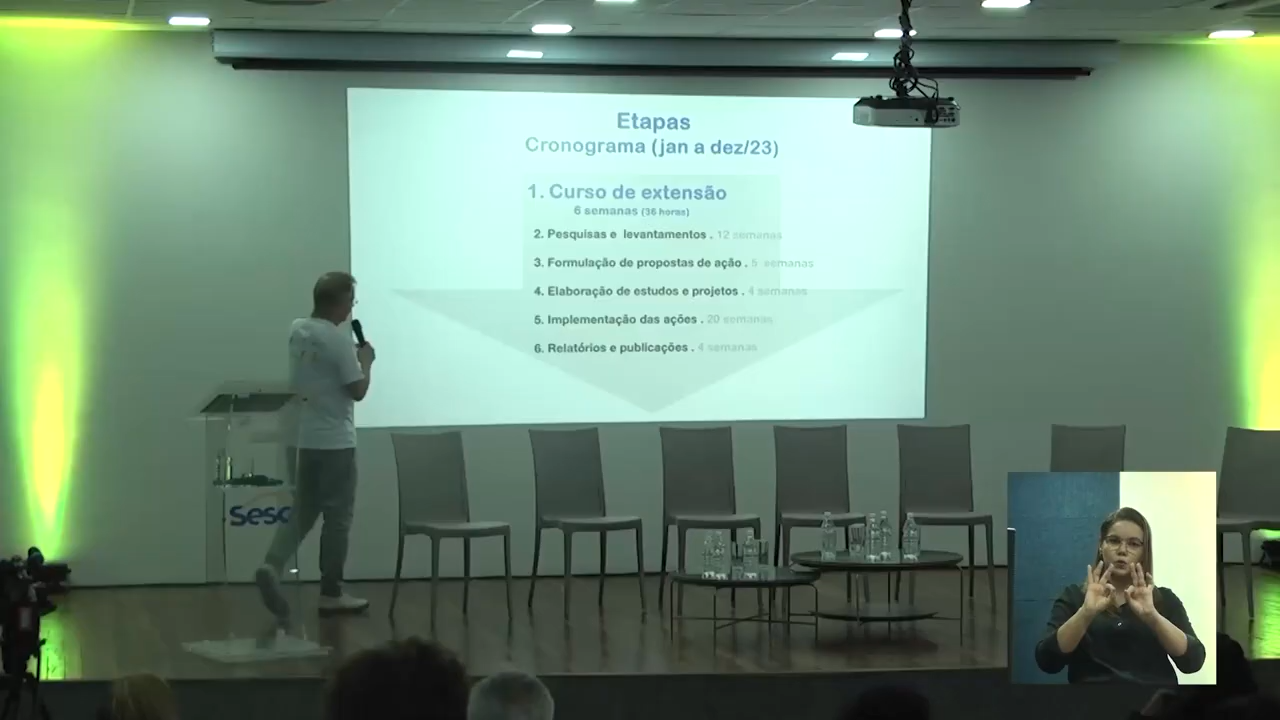 Etapas
Cronograma (jan a dez/23)
1. Curso de extensão
6 semanas (36 horas)
2. Pesquisas e levantamentos . 12 semanas
3. Formulação de propostas de ação . 5 semanas
4. Elaboração de estudos e projetos . 4 semanas
5. Implementação das ações . 20 semanas
6. Relatórios e publicações . 4 semanas
Sesc